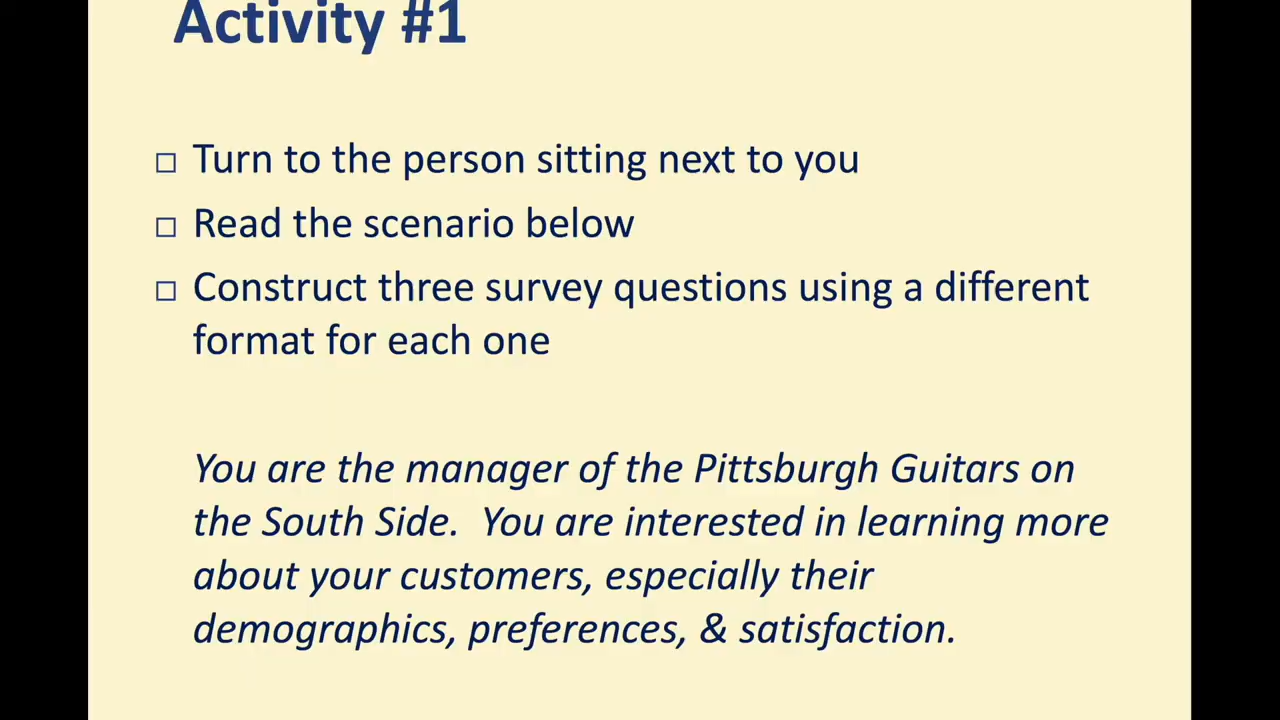 Activity #1
□ Turn to the person sitting next to you
□ Read the scenario below
□ Construct three survey questions using a different
format for each one
You are the manager of the Pittsburgh Guitars on
the South Side.  You are interested in learning more
about your customers, especially their
demographics, preferences, & satisfaction.